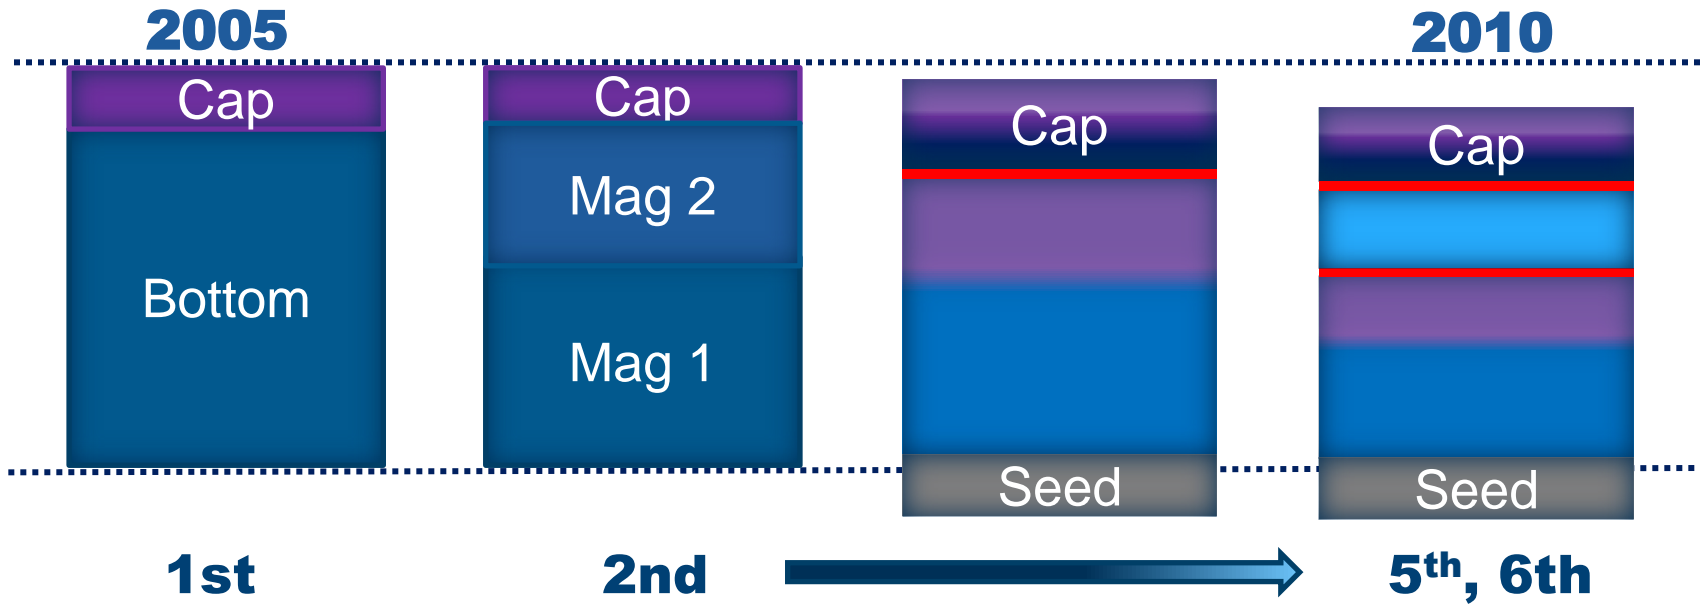 2005
2010
Cap
Bottom
Cap
Mag 2
Mag 1
Cap
Seed
Cap
Seed
1st
2nd
5th, 6th